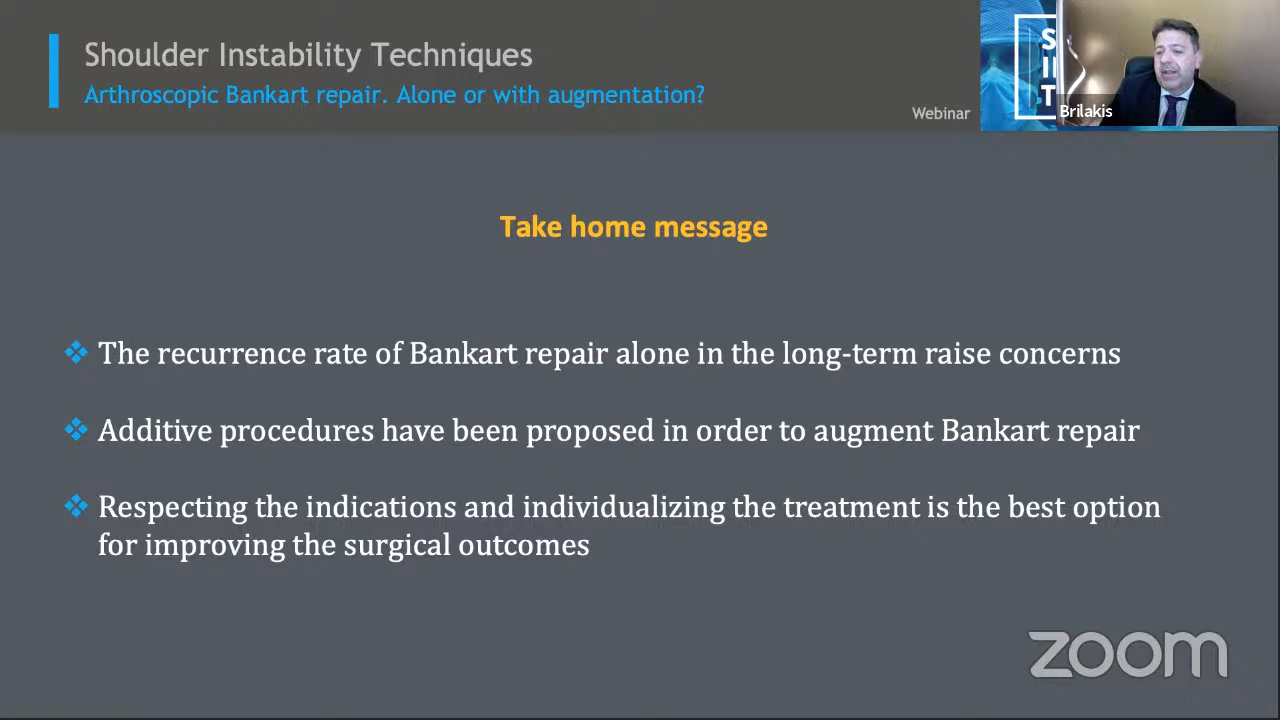 Shoulder Instability Techniques
Arthroscopic Bankart repair. Alone or with augmentation?
Webinar
S
I
T
Brilakis
Take home message
❖ The recurrence rate of Bankart repair alone in the long-term raise concerns
❖ Additive procedures have been proposed in order to augment Bankart repair
❖ Respecting the indications and individualizing the treatment is the best option
for improving the surgical outcomes
zoom